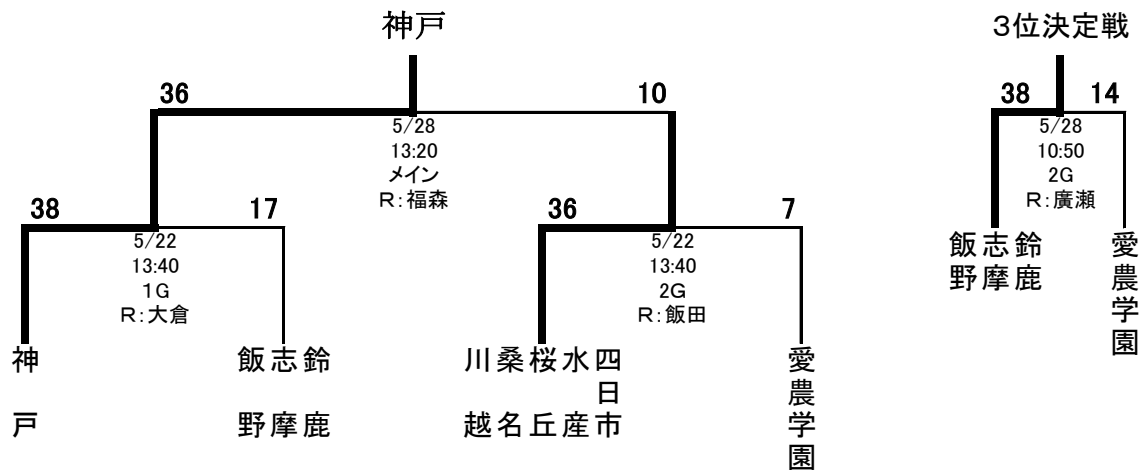 神戸
3位決定戦
36
10
5/28
13:20
メイン
R:福森
38
14
5/28
10:50
2G
R:廣瀬
38
17
5/22
13:40
1G
R:大倉
36
7
5/22
13:40
2G
R:飯田
飯野
志摩
鈴鹿
愛農学園
神戸
飯野
志摩
鈴鹿
川越
桑名
桜丘
水産
四日市
愛農学園